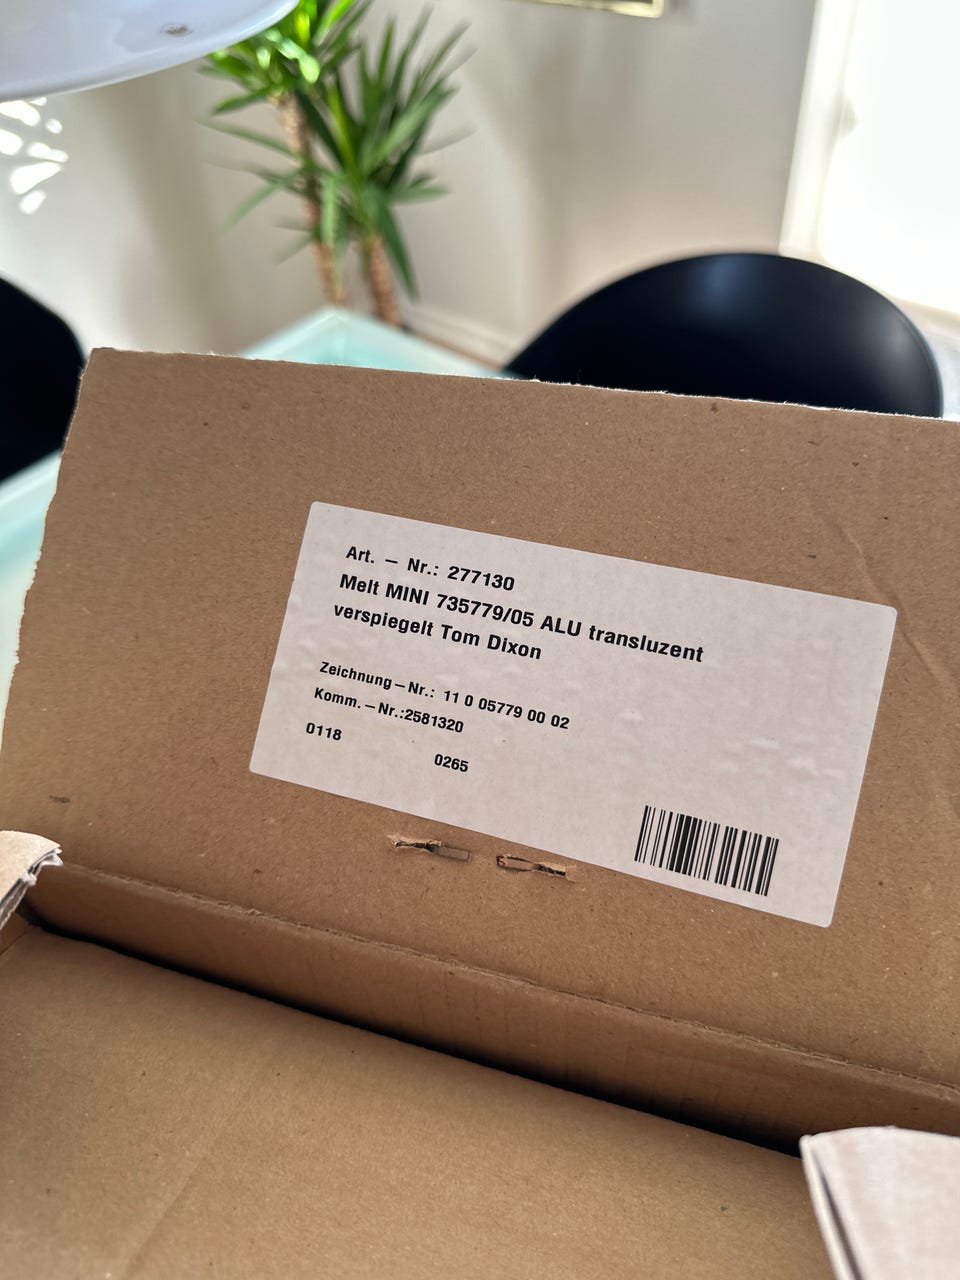 Art. – Nr.: 277130
Melt MINI 735779/05 ALU transluzent
verspiegelt Tom Dixon
Zeichnung – Nr.: 11 0 05779 00 02
Komm. – Nr.:2581320
0118
0265